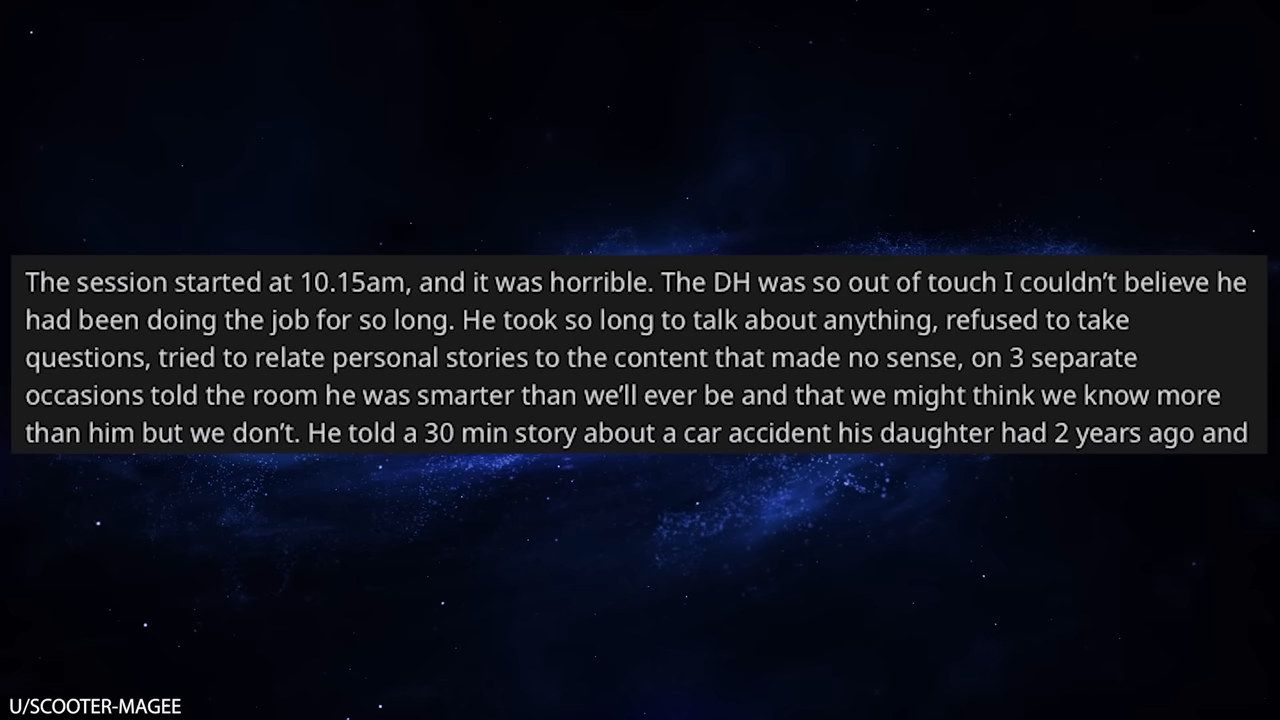 The session started at 10.15am, and it was horrible. The DH was so out of touch I couldn’t believe he
had been doing the job for so long. He took so long to talk about anything, refused to take
questions, tried to relate personal stories to the content that made no sense, on 3 separate
occasions told the room he was smarter than we’ll ever be and that we might think we know more
than him but we don’t. He told a 30 min story about a car accident his daughter had 2 years ago and
U/SCOOTER-MAGEE